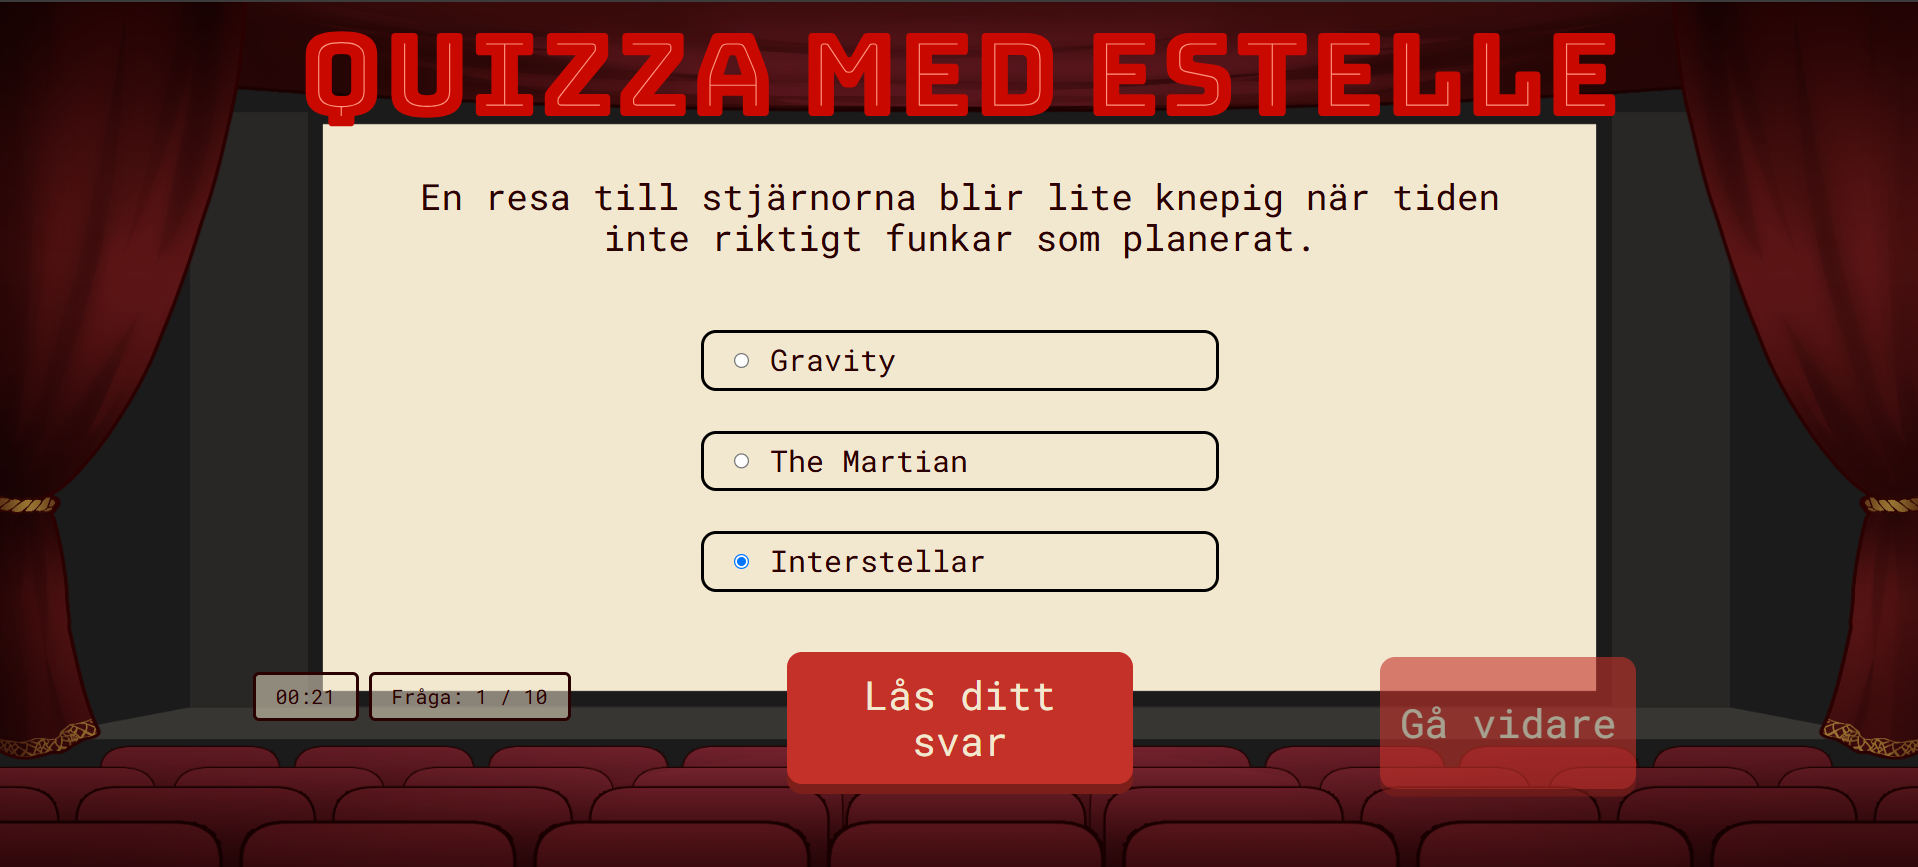 QUIZZA MED ESTELLE
En resa till stjärnorna blir lite knepig när tiden
inte riktigt funkar som planerat.
Gravity
The Martian
Interstellar
00:21
Fråga: 1 / 10
Lås ditt
svar
Gå vidare